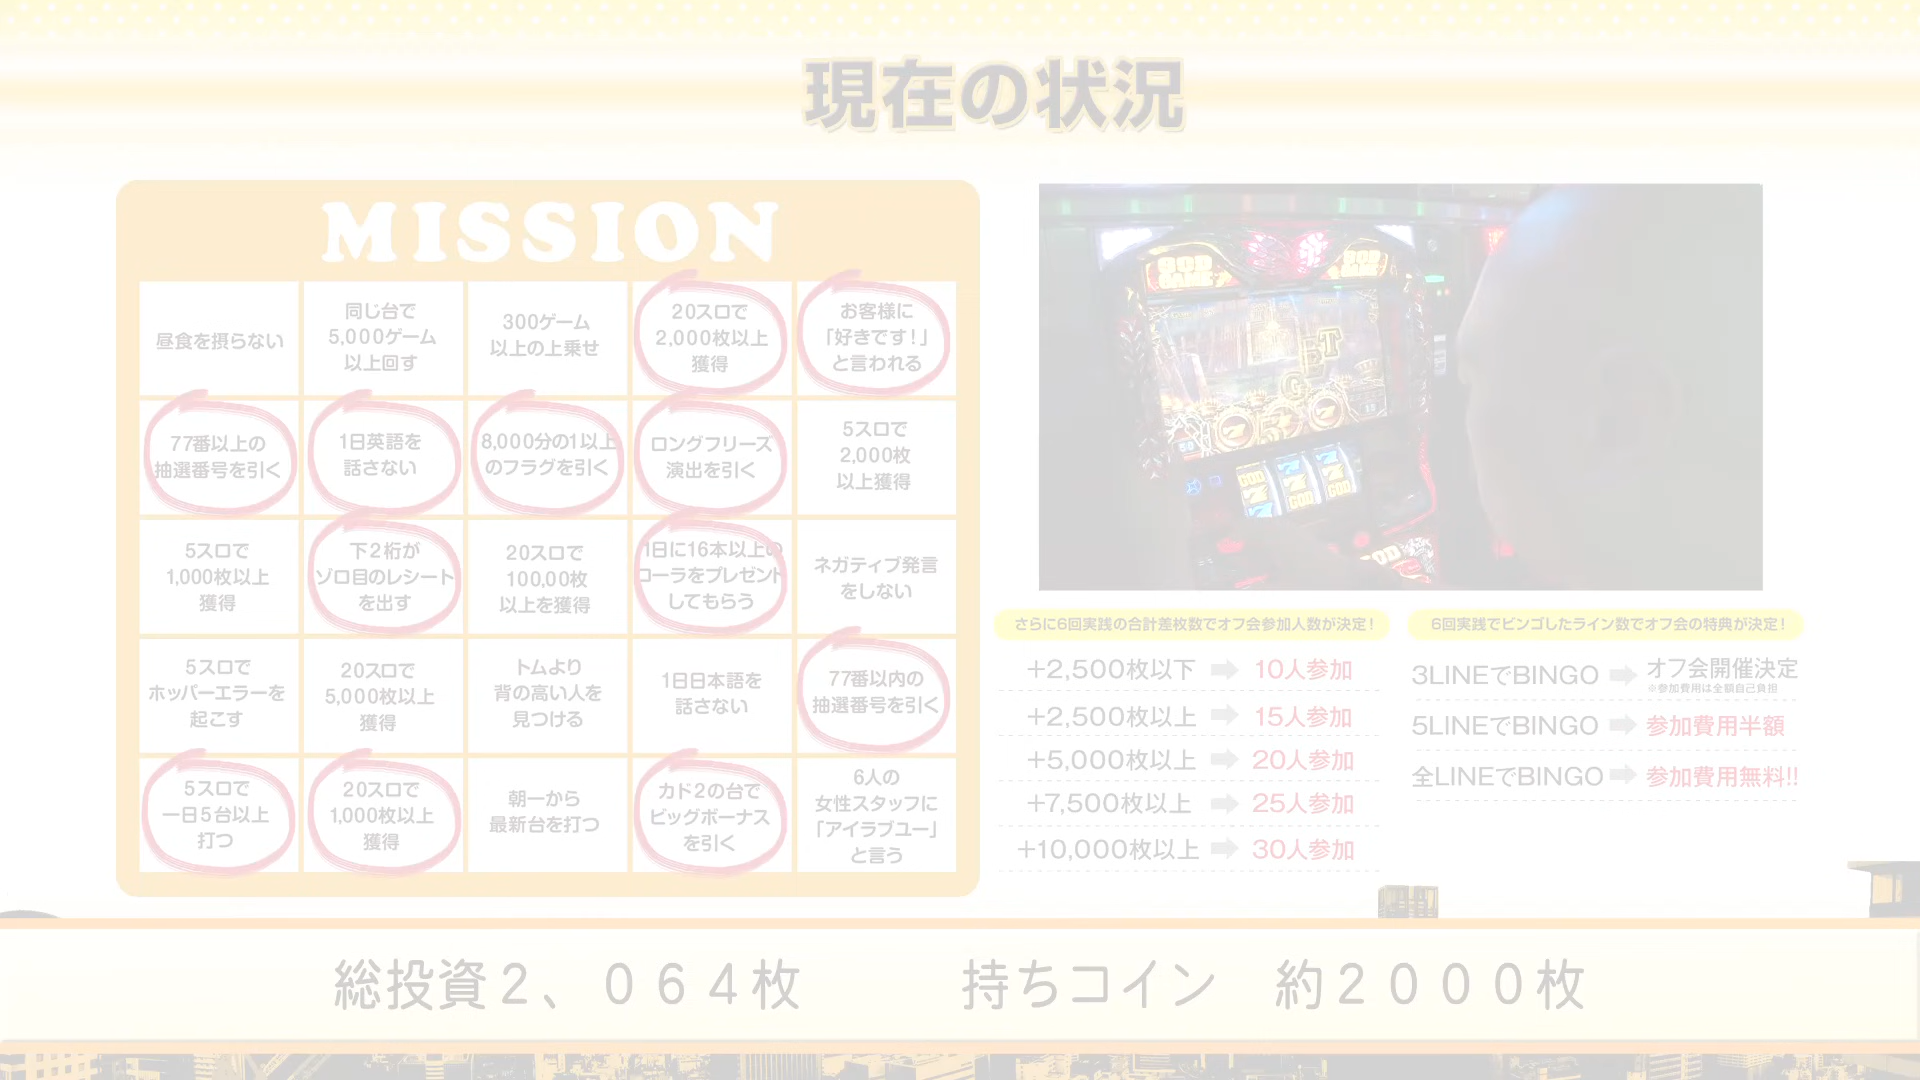 現在の状況
MISSION
昼食を摂らない
同じ台で
5,000ゲーム
以上回す
300ゲーム
以上の上乗せ
20スロで
2,000枚以上
獲得
お客様に
「好きです!」
と言われる
77番以上の
抽選番号を引く
1日英語を
話さない
8,000分の1以上
のフラグを引く
ロングフリーズ
演出を引く
5スロで
2,000枚
以上獲得
5スロで
1,000枚以上
獲得
下2桁が
ゾロ目のレシート
を出す
20スロで
100,00枚
以上を獲得
1日に16本以上の
コーラをプレゼント
してもらう
ネガティブ発言
をしない
5スロで
ホッパーエラーを
起こす
20スロで
5,000枚以上
獲得
トムより
背の高い人を
見つける
1日日本語を
話さない
77番以内の
抽選番号を引く
5スロで
一日5台以上
打つ
20スロで
1,000枚以上
獲得
朝一から
最新台を打つ
カド2の台で
ビッグボーナス
を引く
6人の
女性スタッフに
「アイラブユー」
と言う
GOD
GAME
GET
さらに6回実践の合計差枚数でオフ会参加人数が決定!
+2,500枚以下 ➡ 10人参加
+2,500枚以上 ➡ 15人参加
+5,000枚以上 ➡ 20人参加
+7,500枚以上 ➡ 25人参加
+10,000枚以上 ➡ 30人参加
6回実践でビンゴしたライン数でオフ会の特典が決定!
3LINEでBINGO ➡ オフ会開催決定
※参加費用は全額自己負担
5LINEでBINGO ➡ 参加費用半額
全LINEでBINGO ➡ 参加費用無料!!
総投資2、064枚　　　持ちコイン　約2000枚